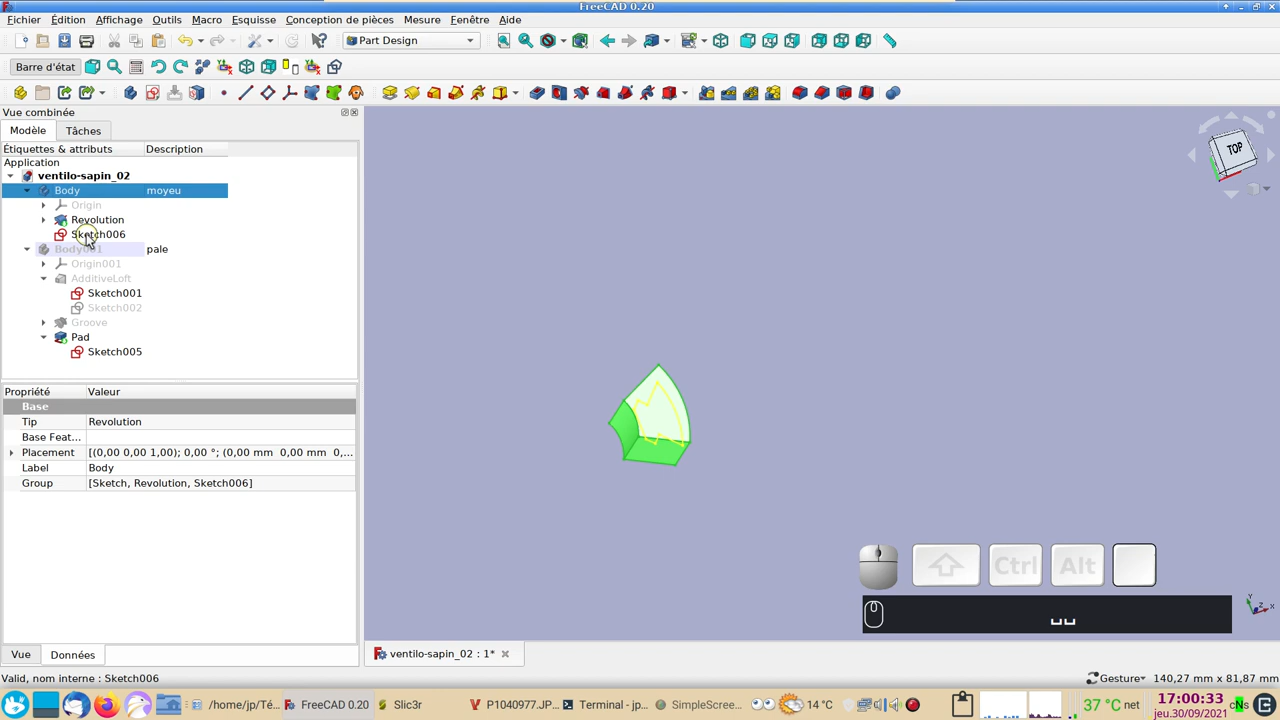 FreeCAD 0.20
Fichier Édition Affichage Outils Macro Esquisse Conception de pièces Mesure Fenêtre Aide
Part Design
Barre d'état
Vue combinée
Modèle Tâches
Étiquettes & attributs Description
Application
ventilo-sapin_02
Body moyeu
Origin
Revolution
Sketch006
Body001 pale
Origin001
AdditiveLoft
Sketch001
Sketch002
Groove
Pad
Sketch005
Propriété Valeur
Base
Tip Revolution
Base Feat...
Placement [(0,00 0,00 1,00); 0,00 °; (0,00 mm 0,00 mm 0,...
Label Body
Group [Sketch, Revolution, Sketch006]
TOP
Ctrl Alt
Vue Données
ventilo-sapin_02 : 1*
Valid, nom interne : Sketch006
Gesture 140,27 mm x 81,87 mm
/home/jp/Té... FreeCAD 0.20 Slic3r P1040977.JP... Terminal - jp... SimpleScree... 14 °C 37 °C net 17:00:33 cNs
jeu.30/09/2021